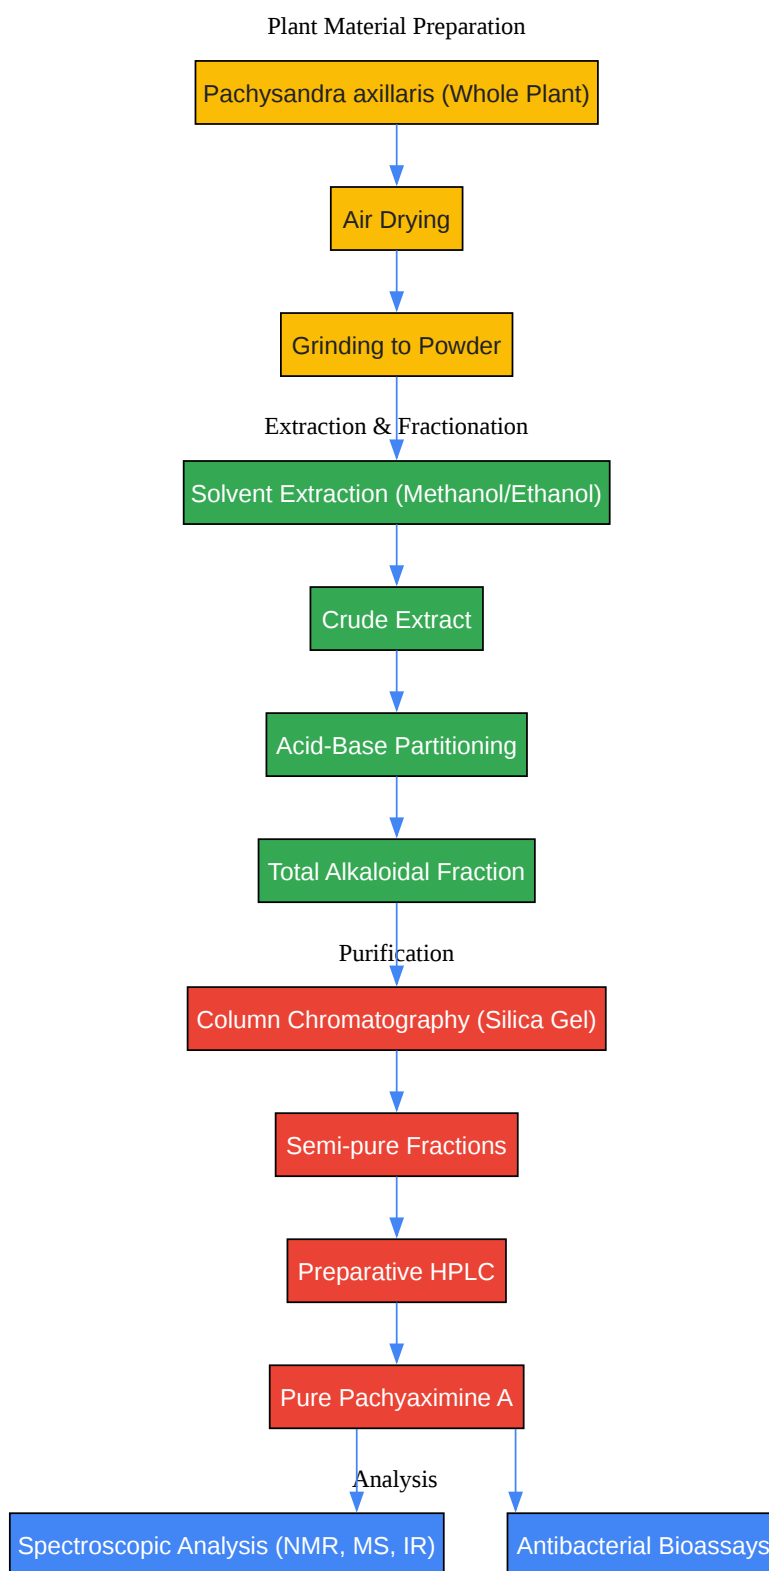 Plant Material Preparation
Pachysandra axillaris (Whole Plant)
Air Drying
Grinding to Powder
Extraction & Fractionation
Solvent Extraction (Methanol/Ethanol)
Crude Extract
Acid-Base Partitioning
Total Alkaloidal Fraction
Purification
Column Chromatography (Silica Gel)
Semi-pure Fractions
Preparative HPLC
Pure Pachyaximine A
Analysis
Spectroscopic Analysis (NMR, MS, IR)
Antibacterial Bioassays